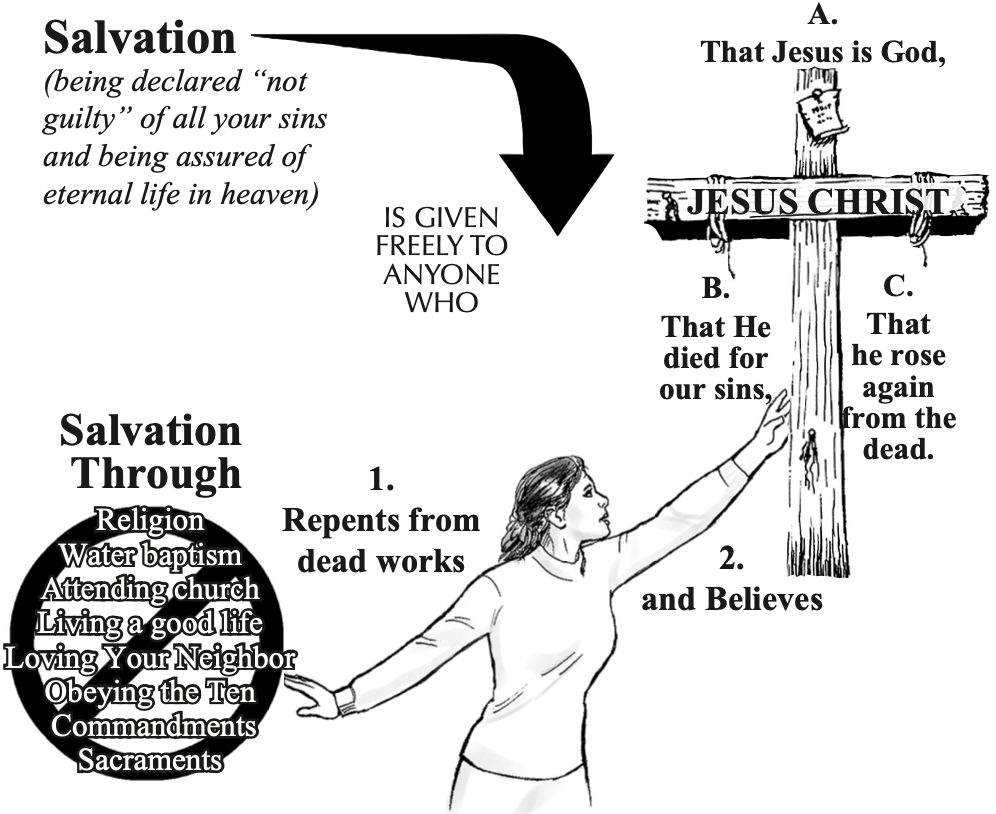 Salvation
(being declared “not
guilty” of all your sins
and being assured of
eternal life in heaven)
IS GIVEN
FREELY TO
ANYONE
WHO
1.
Repents from
dead works
Salvation
Through
Religion
Water baptism
Attending church
Living a good life
Loving Your Neighbor
Obeying the Ten
Commandments
Sacraments
2.
and Believes
A.
That Jesus is God,
JESUS CHRIST
B.
That He
died for
our sins,
C.
That
he rose
again
from the
dead.